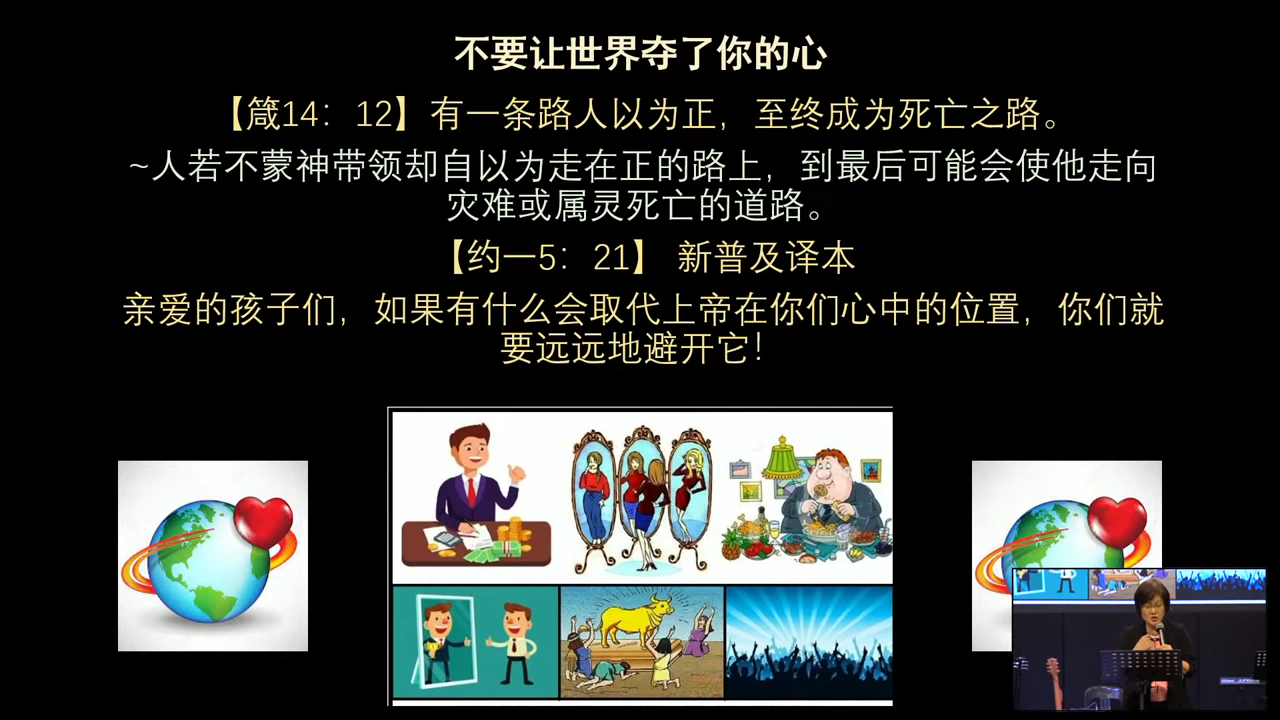 不要让世界夺了你的心
【箴14：12】有一条路人以为正，至终成为死亡之路。
~人若不蒙神带领却自以为走在正的路上，到最后可能会使他走向
灾难或属灵死亡的道路。
【约一5：21】 新普及译本
亲爱的孩子们，如果有什么会取代上帝在你们心中的位置，你们就
要远远地避开它！